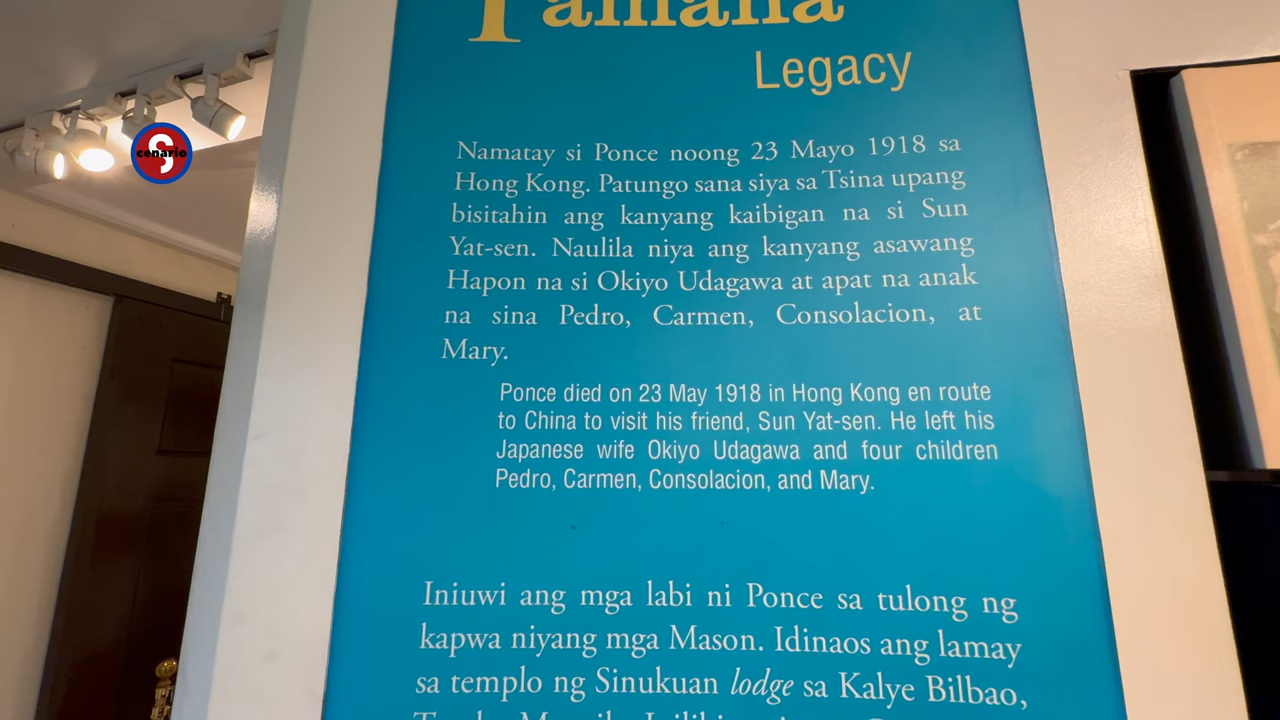 Pamana
Legacy
Scenario
Namatay si Ponce noong 23 Mayo 1918 sa
Hong Kong. Patungo sana siya sa Tsina upang
bisitahin ang kanyang kaibigan na si Sun
Yat-sen. Naulila niya ang kanyang asawang
Hapon na si Okiyo Udagawa at apat na anak
na sina Pedro, Carmen, Consolacion, at
Mary.
Ponce died on 23 May 1918 in Hong Kong en route
to China to visit his friend, Sun Yat-sen. He left his
Japanese wife Okiyo Udagawa and four children
Pedro, Carmen, Consolacion, and Mary.
Iniuwi ang mga labi ni Ponce sa tulong ng
kapwa niyang mga Mason. Idinaos ang lamay
sa templo ng Sinukuan lodge sa Kalye Bilbao,